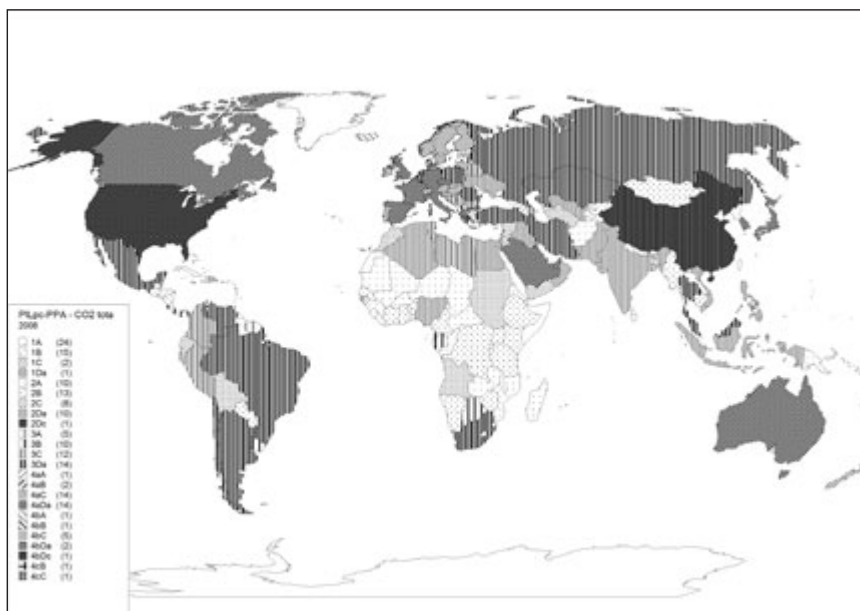 PIBpc-PPA - CO2 tota
2008
1A (24)
1B (15)
1C (2)
1Da (1)
2A (10)
2B (13)
2C (8)
2Da (10)
2Dc (1)
3A (5)
3B (10)
3C (12)
3Da (14)
4aA (1)
4aB (2)
4aC (14)
4aDa (14)
4bA (1)
4bB (1)
4bC (5)
4bDa (2)
4bDc (1)
4cB (1)
4cC (1)